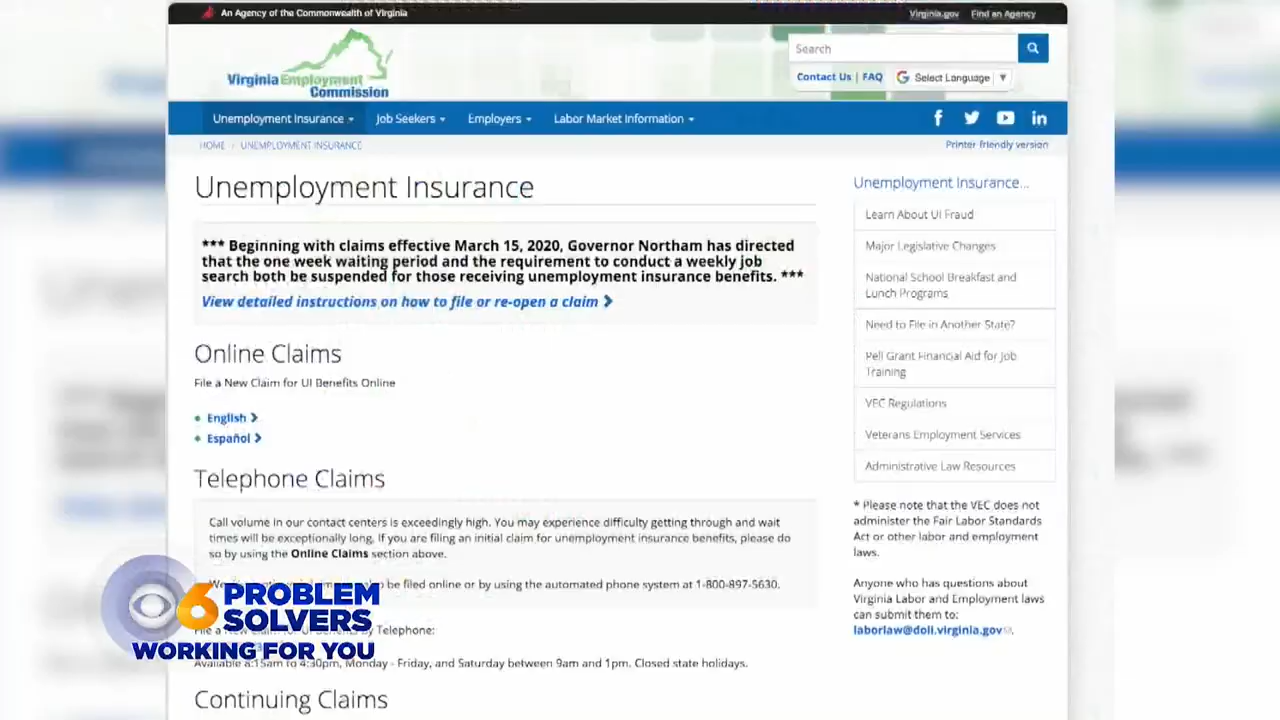 An Agency of the Commonwealth of Virginia
Virginia.gov Find an Agency
Virginia Employment
Commission
Search
Contact Us | FAQ
Select Language
Unemployment Insurance Job Seekers Employers Labor Market Information
HOME / UNEMPLOYMENT INSURANCE
Printer friendly version
Unemployment Insurance
*** Beginning with claims effective March 15, 2020, Governor Northam has directed
that the one week waiting period and the requirement to conduct a weekly job
search both be suspended for those receiving unemployment insurance benefits. ***
View detailed instructions on how to file or re-open a claim
Online Claims
File a New Claim for UI Benefits Online
English
Español
Telephone Claims
Call volume in our contact centers is exceedingly high. You may experience difficulty getting through and wait
times will be exceptionally long. If you are filing an initial claim for unemployment insurance benefits, please do
so by using the Online Claims section above.
be filed online or by using the automated phone system at 1-800-897-5630.
File a New Claim for UI Benefits by Telephone:
Available 8:15am to 4:30pm, Monday - Friday, and Saturday between 9am and 1pm. Closed state holidays.
Continuing Claims
Unemployment Insurance...
Learn About UI Fraud
Major Legislative Changes
National School Breakfast and
Lunch Programs
Need to File in Another State?
Pell Grant Financial Aid for Job
Training
VEC Regulations
Veterans Employment Services
Administrative Law Resources
* Please note that the VEC does not
administer the Fair Labor Standards
Act or other labor and employment
laws.
Anyone who has questions about
Virginia Labor and Employment laws
can submit them to:
laborlaw@doli.virginia.gov.
6 PROBLEM
SOLVERS
WORKING FOR YOU